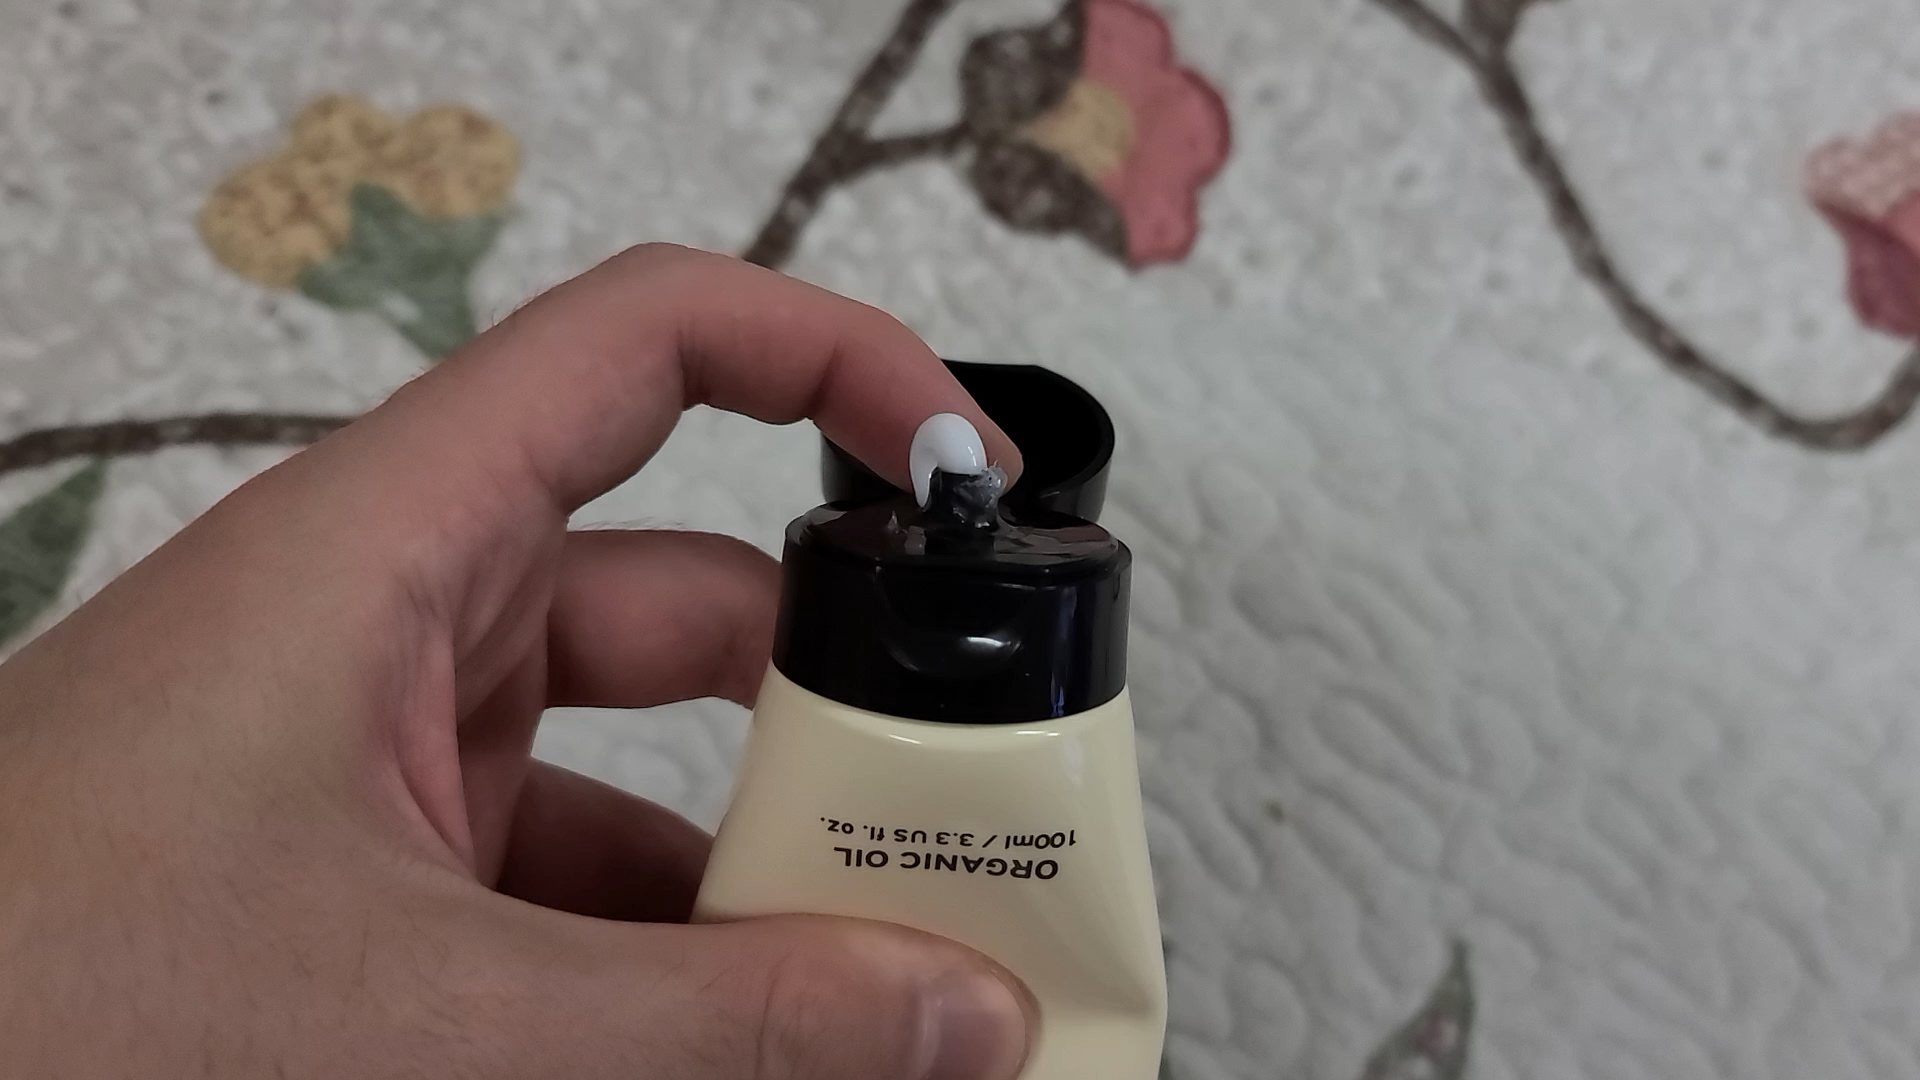 ORGANIC OIL
100ml / 3.3 US fl. oz.